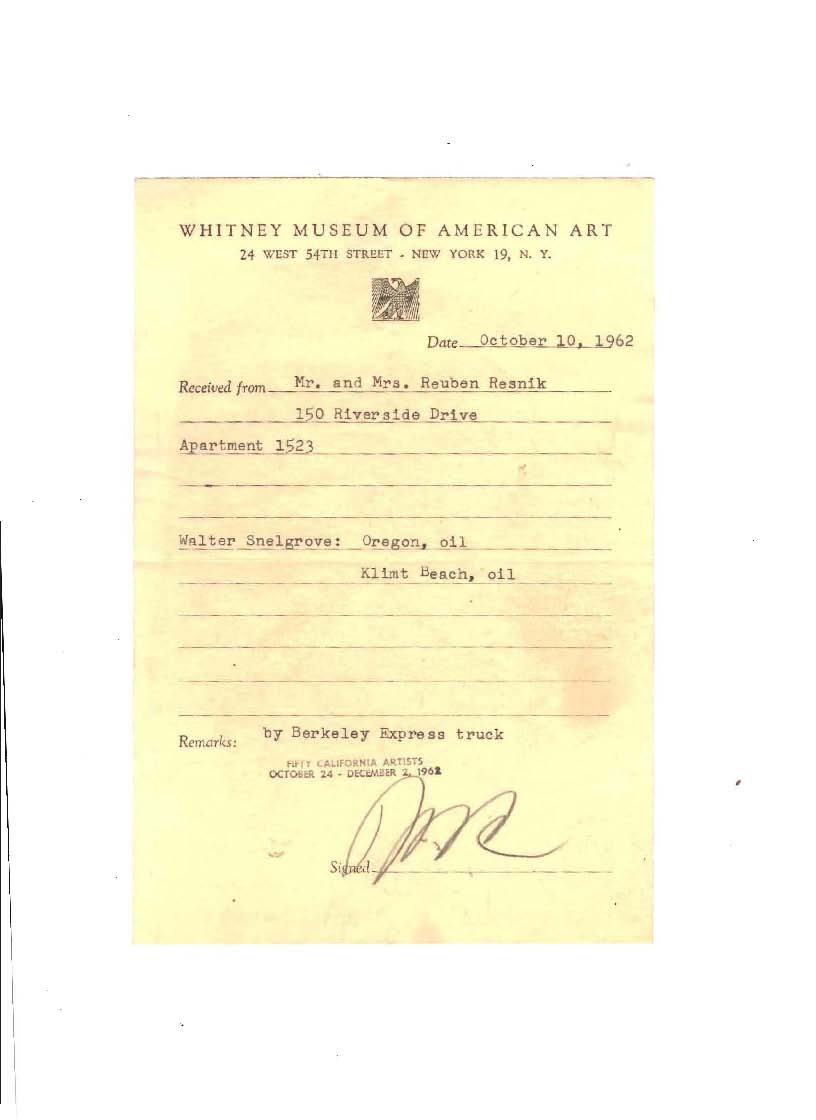 WHITNEY MUSEUM OF AMERICAN ART
24 WEST 54TH STREET - NEW YORK 19, N. Y.
Date October 10, 1962
Received from Mr. and Mrs. Reuben Resnik
150 Riverside Drive
Apartment 1523
Walter Snelgrove: Oregon, oil
Klimt Beach, oil
Remarks: by Berkeley Express truck
FIFTY CALIFORNIA ARTISTS
OCTOBER 24 - DECEMBER 2, 1962
Signed